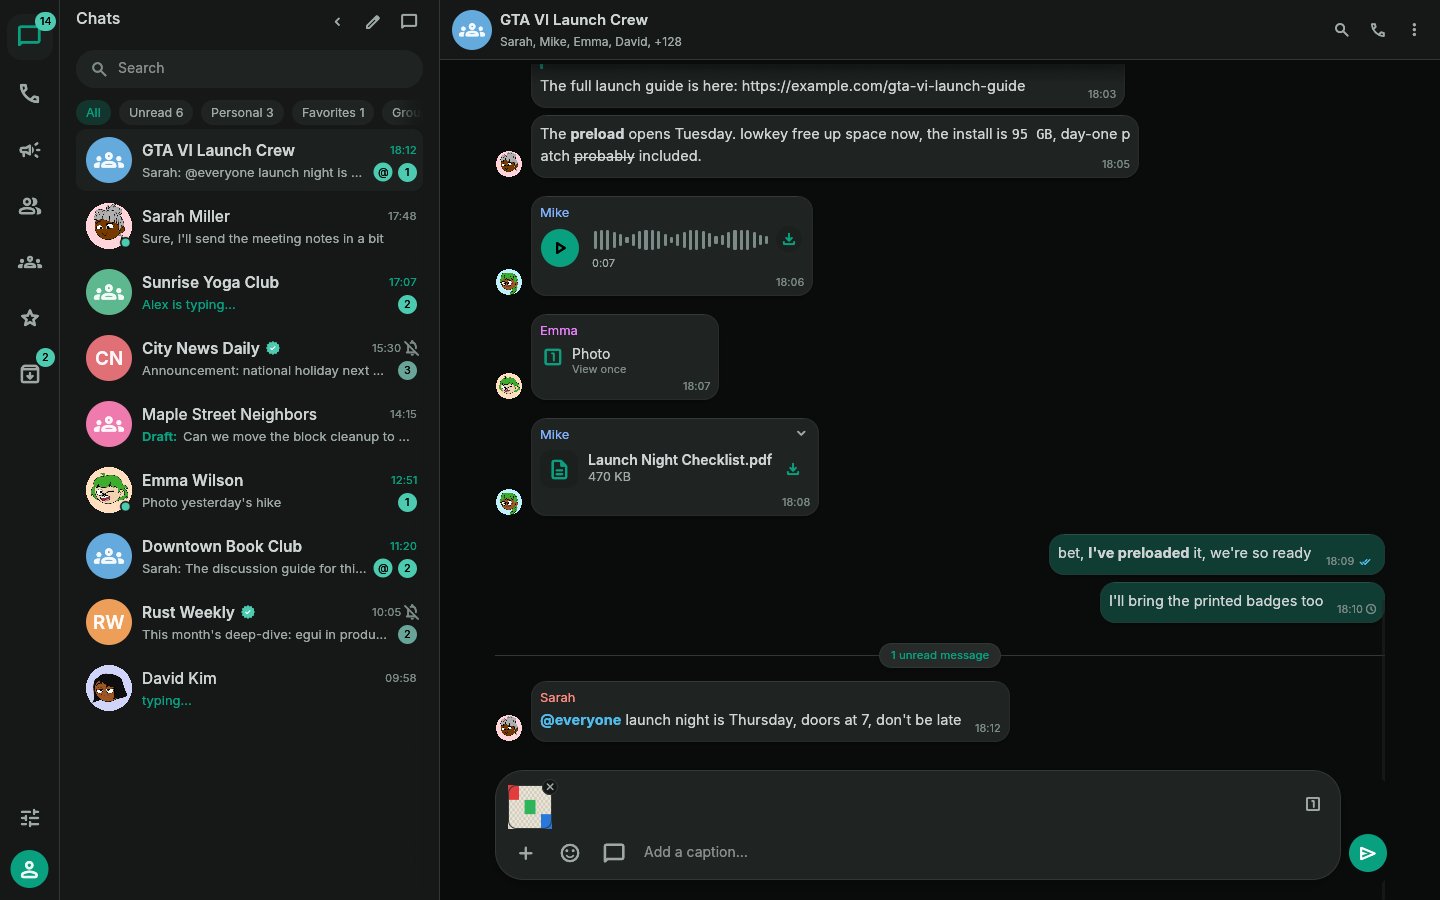 14
Chats
Search
All
Unread 6
Personal 3
Favorites 1
Grou
GTA VI Launch Crew
18:12
Sarah: @everyone launch night is ...
@
1
Sarah Miller
17:48
Sure, I'll send the meeting notes in a bit
Sunrise Yoga Club
17:07
Alex is typing...
2
CN
City News Daily
15:30
Announcement: national holiday next ...
3
2
Maple Street Neighbors
14:15
Draft: Can we move the block cleanup to ...
Emma Wilson
12:51
Photo yesterday's hike
1
Downtown Book Club
11:20
Sarah: The discussion guide for thi...
@
2
RW
Rust Weekly
10:05
This month's deep-dive: egui in produ...
2
David Kim
09:58
typing...
GTA VI Launch Crew
Sarah, Mike, Emma, David, +128
The full launch guide is here: https://example.com/gta-vi-launch-guide
18:03
The preload opens Tuesday. lowkey free up space now, the install is 95 GB, day-one p
atch probably included.
18:05
Mike
0:07
18:06
Emma
1
Photo
View once
18:07
Mike
Launch Night Checklist.pdf
470 KB
18:08
bet, I've preloaded it, we're so ready
18:09
I'll bring the printed badges too
18:10
1 unread message
Sarah
@everyone launch night is Thursday, doors at 7, don't be late
18:12
1
Add a caption...